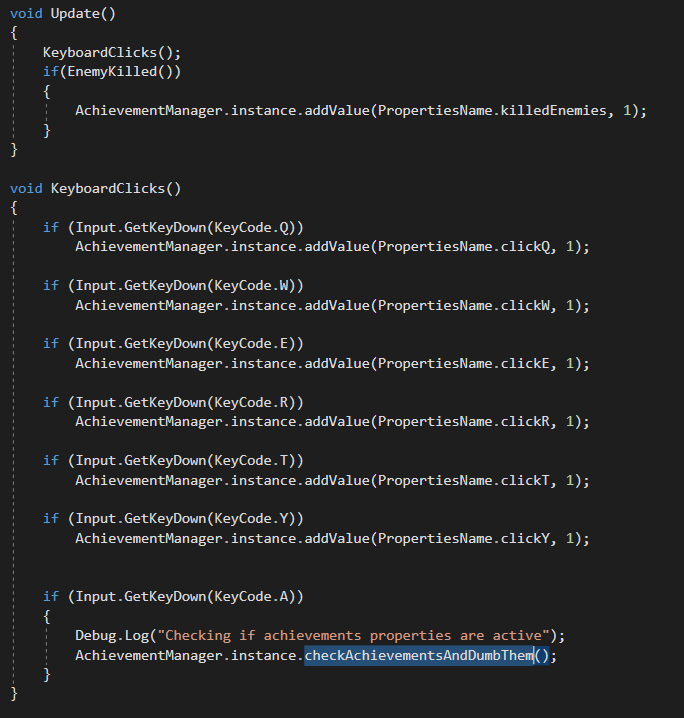 void Update()
{
KeyboardClicks();
if(EnemyKilled())
{
AchievementManager.instance.addValue(PropertiesName.killedEnemies, 1);
}
}
void KeyboardClicks()
{
if (Input.GetKeyDown(KeyCode.Q))
AchievementManager.instance.addValue(PropertiesName.clickQ, 1);
if (Input.GetKeyDown(KeyCode.W))
AchievementManager.instance.addValue(PropertiesName.clickW, 1);
if (Input.GetKeyDown(KeyCode.E))
AchievementManager.instance.addValue(PropertiesName.clickE, 1);
if (Input.GetKeyDown(KeyCode.R))
AchievementManager.instance.addValue(PropertiesName.clickR, 1);
if (Input.GetKeyDown(KeyCode.T))
AchievementManager.instance.addValue(PropertiesName.clickT, 1);
if (Input.GetKeyDown(KeyCode.Y))
AchievementManager.instance.addValue(PropertiesName.clickY, 1);
if (Input.GetKeyDown(KeyCode.A))
{
Debug.Log("Checking if achievements properties are active");
AchievementManager.instance.checkAchievementsAndDumbThem();
}
}